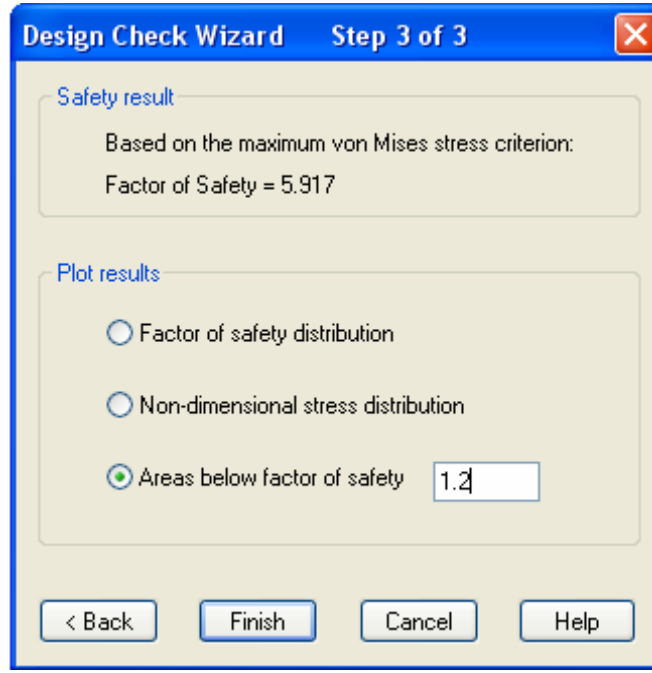 Design Check Wizard Step 3 of 3
Safety result
Based on the maximum von Mises stress criterion:
Factor of Safety = 5.917
Plot results
Factor of safety distribution
Non-dimensional stress distribution
Areas below factor of safety 1.2
< Back Finish Cancel Help